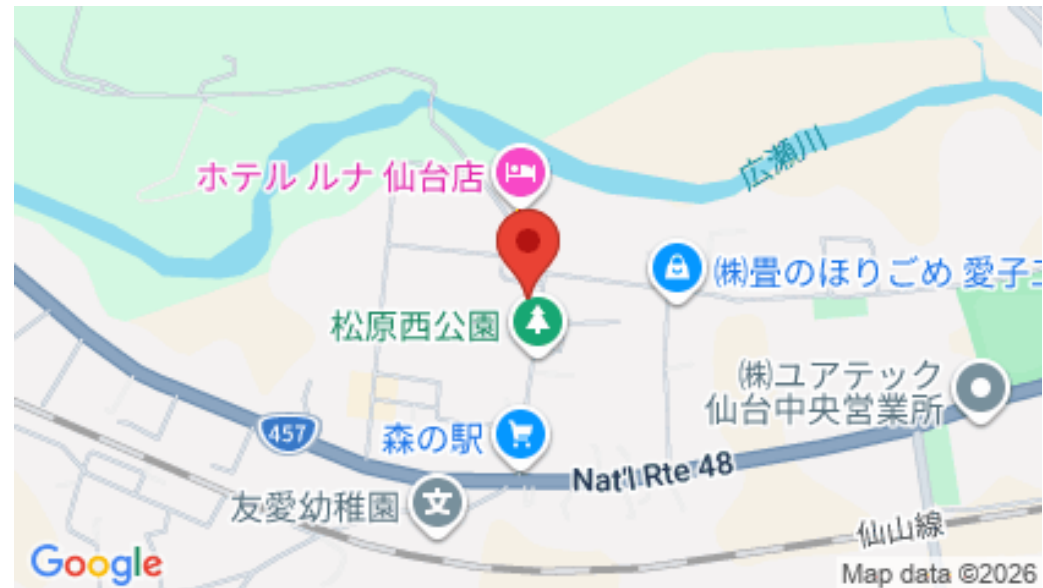 ホテル ルナ 仙台店
広瀬川
㈱畳のほりごめ 愛子工
松原西公園
㈱ユアテック
仙台中央営業所
457
森の駅
Nat'l Rte 48
友愛幼稚園
仙山線
Google
Map data ©2026